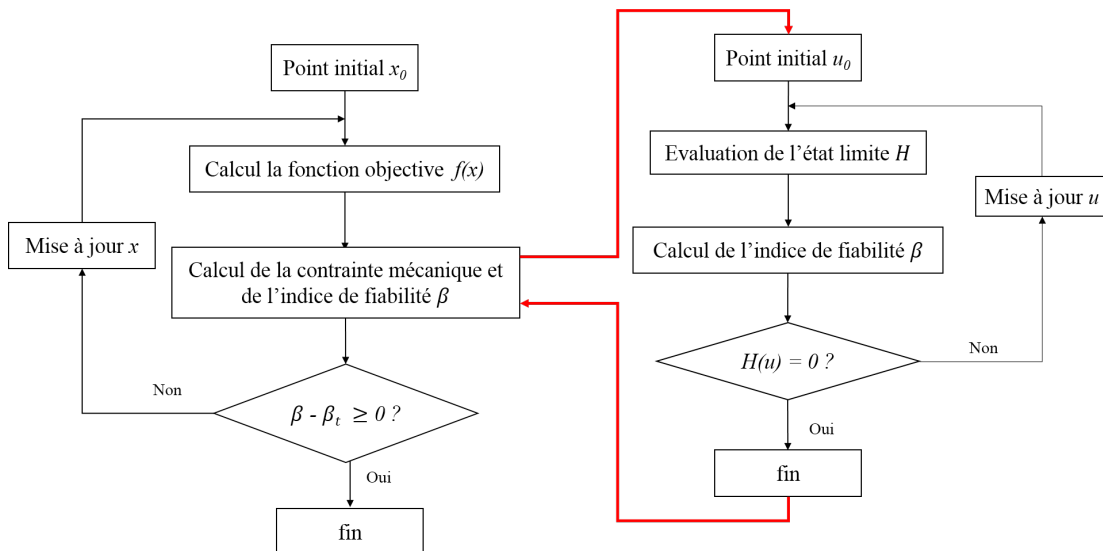 Point initial x₀
Calcul la fonction objective f(x)
Mise à jour x
Calcul de la contrainte mécanique et
de l’indice de fiabilité β
Non
β - βₜ ≥ 0 ?
Oui
fin
Point initial u₀
Evaluation de l’état limite H
Mise à jour u
Calcul de l’indice de fiabilité β
H(u) = 0 ?
Non
Oui
fin